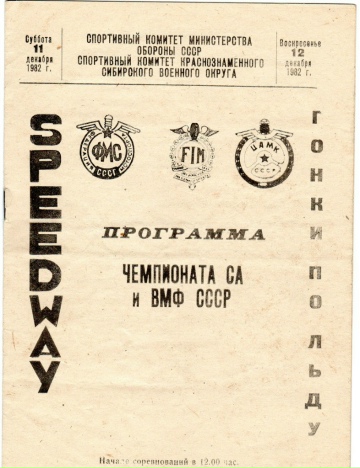 Суббота
11
декабря
1982 г.
СПОРТИВНЫЙ КОМИТЕТ МИНИСТЕРСТВА
ОБОРОНЫ СССР
СПОРТИВНЫЙ КОМИТЕТ КРАСНОЗНАМЕННОГО
СИБИРСКОГО ВОЕННОГО ОКРУГА
Воскресенье
12
декабря
1982 г.
SPEEDWAY
ФМС
СССР
FIM
ЦАМК
СССР
ГОНКИ ПО ЛЬДУ
ПРОГРАММА
ЧЕМПИОНАТА СА
и ВМФ СССР
Начало соревнований в 12.00 час.